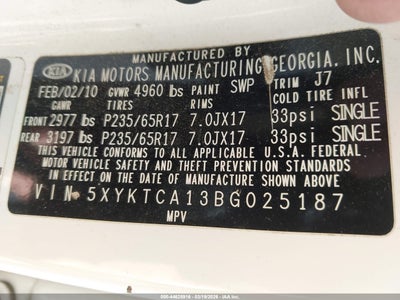 MANUFACTURED BY
KIA KIA MOTORS MANUFACTURING GEORGIA, INC.
FEB/02/10 GVWR 4960 lbs PAINT SWP TRIM J7
GAWR TIRES RIMS COLD TIRE INFL
FRONT 2977 lbs P235/65R17 7.0JX17 33psi SINGLE
REAR 3197 lbs P235/65R17 7.0JX17 33psi SINGLE
THIS VEHICLE CONFORMS TO ALL APPLICABLE U.S.A. FEDERAL
MOTOR VEHICLE SAFETY AND THEFT PREVENTION STANDARDS
IN EFFECT ON THE DATE OF MANUFACTURE SHOWN ABOVE
VIN 5XYKTCA13BG025187
MPV